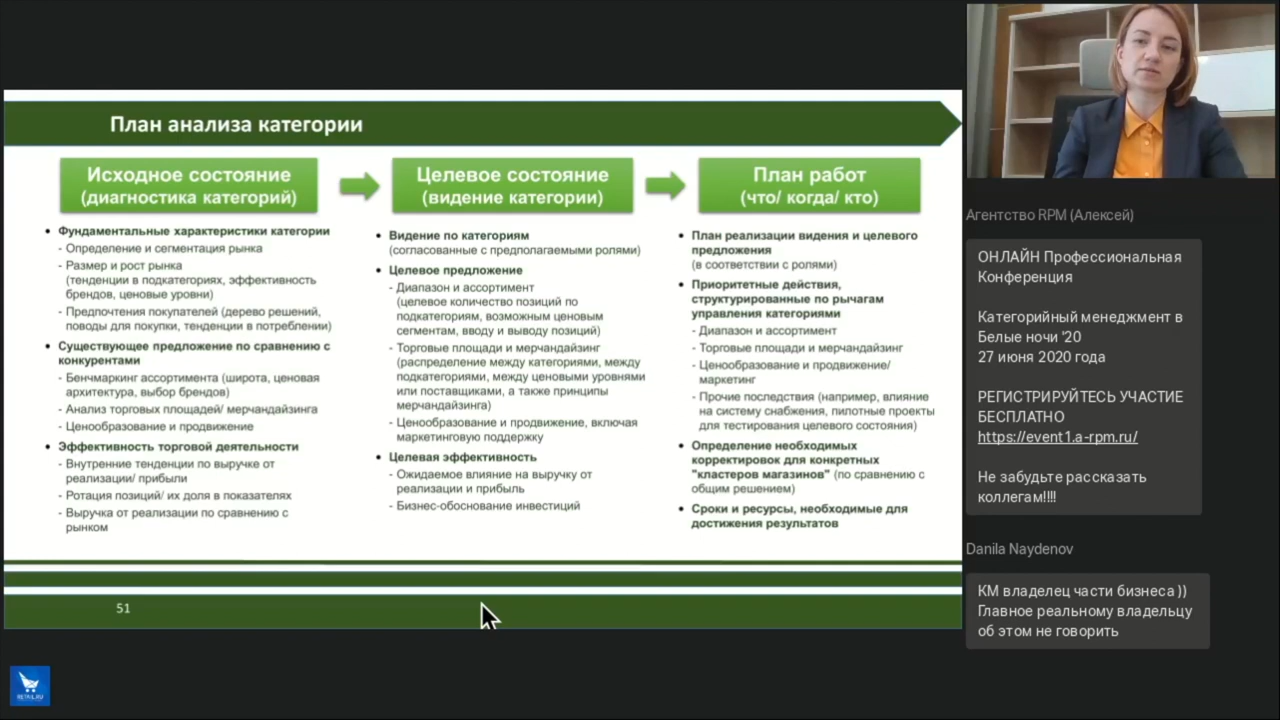 План анализа категории
Исходное состояние
(диагностика категорий)
• Фундаментальные характеристики категории
- Определение и сегментация рынка
- Размер и рост рынка
(тенденции в подкатегориях, эффективность
брендов, ценовые уровни)
- Предпочтения покупателей (дерево решений,
поводы для покупки, тенденции в потреблении)
• Существующее предложение по сравнению с
конкурентами
- Бенчмаркинг ассортимента (широта, ценовая
архитектура, выбор брендов)
- Анализ торговых площадей/ мерчандайзинга
- Ценообразование и продвижение
• Эффективность торговой деятельности
- Внутренние тенденции по выручке от
реализации/ прибыли
- Ротация позиций/ их доля в показателях
- Выручка от реализации по сравнению с
рынком
Целевое состояние
(видение категории)
• Видение по категориям
(согласованные с предполагаемыми ролями)
• Целевое предложение
- Диапазон и ассортимент
(целевое количество позиций по
подкатегориям, возможным ценовым
сегментам, вводу и выводу позиций)
- Торговые площади и мерчандайзинг
(распределение между категориями, между
подкатегориями, между ценовыми уровнями
или поставщиками, а также принципы
мерчандайзинга)
- Ценообразование и продвижение, включая
маркетинговую поддержку
• Целевая эффективность
- Ожидаемое влияние на выручку от
реализации и прибыль
- Бизнес-обоснование инвестиций
План работ
(что/ когда/ кто)
• План реализации видения и целевого
предложения
(в соответствии с ролями)
• Приоритетные действия,
структурированные по рычагам
управления категориями
- Диапазон и ассортимент
- Торговые площади и мерчандайзинг
- Ценообразование и продвижение/
маркетинг
- Прочие последствия (например, влияние
на систему снабжения, пилотные проекты
для тестирования целевого состояния)
• Определение необходимых
корректировок для конкретных
"кластеров магазинов" (по сравнению с
общим решением)
• Сроки и ресурсы, необходимые для
достижения результатов
51
RETAIL.RU
Агентство RPM (Алексей)
ОНЛАЙН Профессиональная
Конференция
Категорийный менеджмент в
Белые ночи '20
27 июня 2020 года
РЕГИСТРИРУЙТЕСЬ УЧАСТИЕ
БЕСПЛАТНО
https://event1.a-rpm.ru/
Не забудьте рассказать
коллегам!!!!
Danila Naydenov
КМ владелец части бизнеса ))
Главное реальному владельцу
об этом не говорить